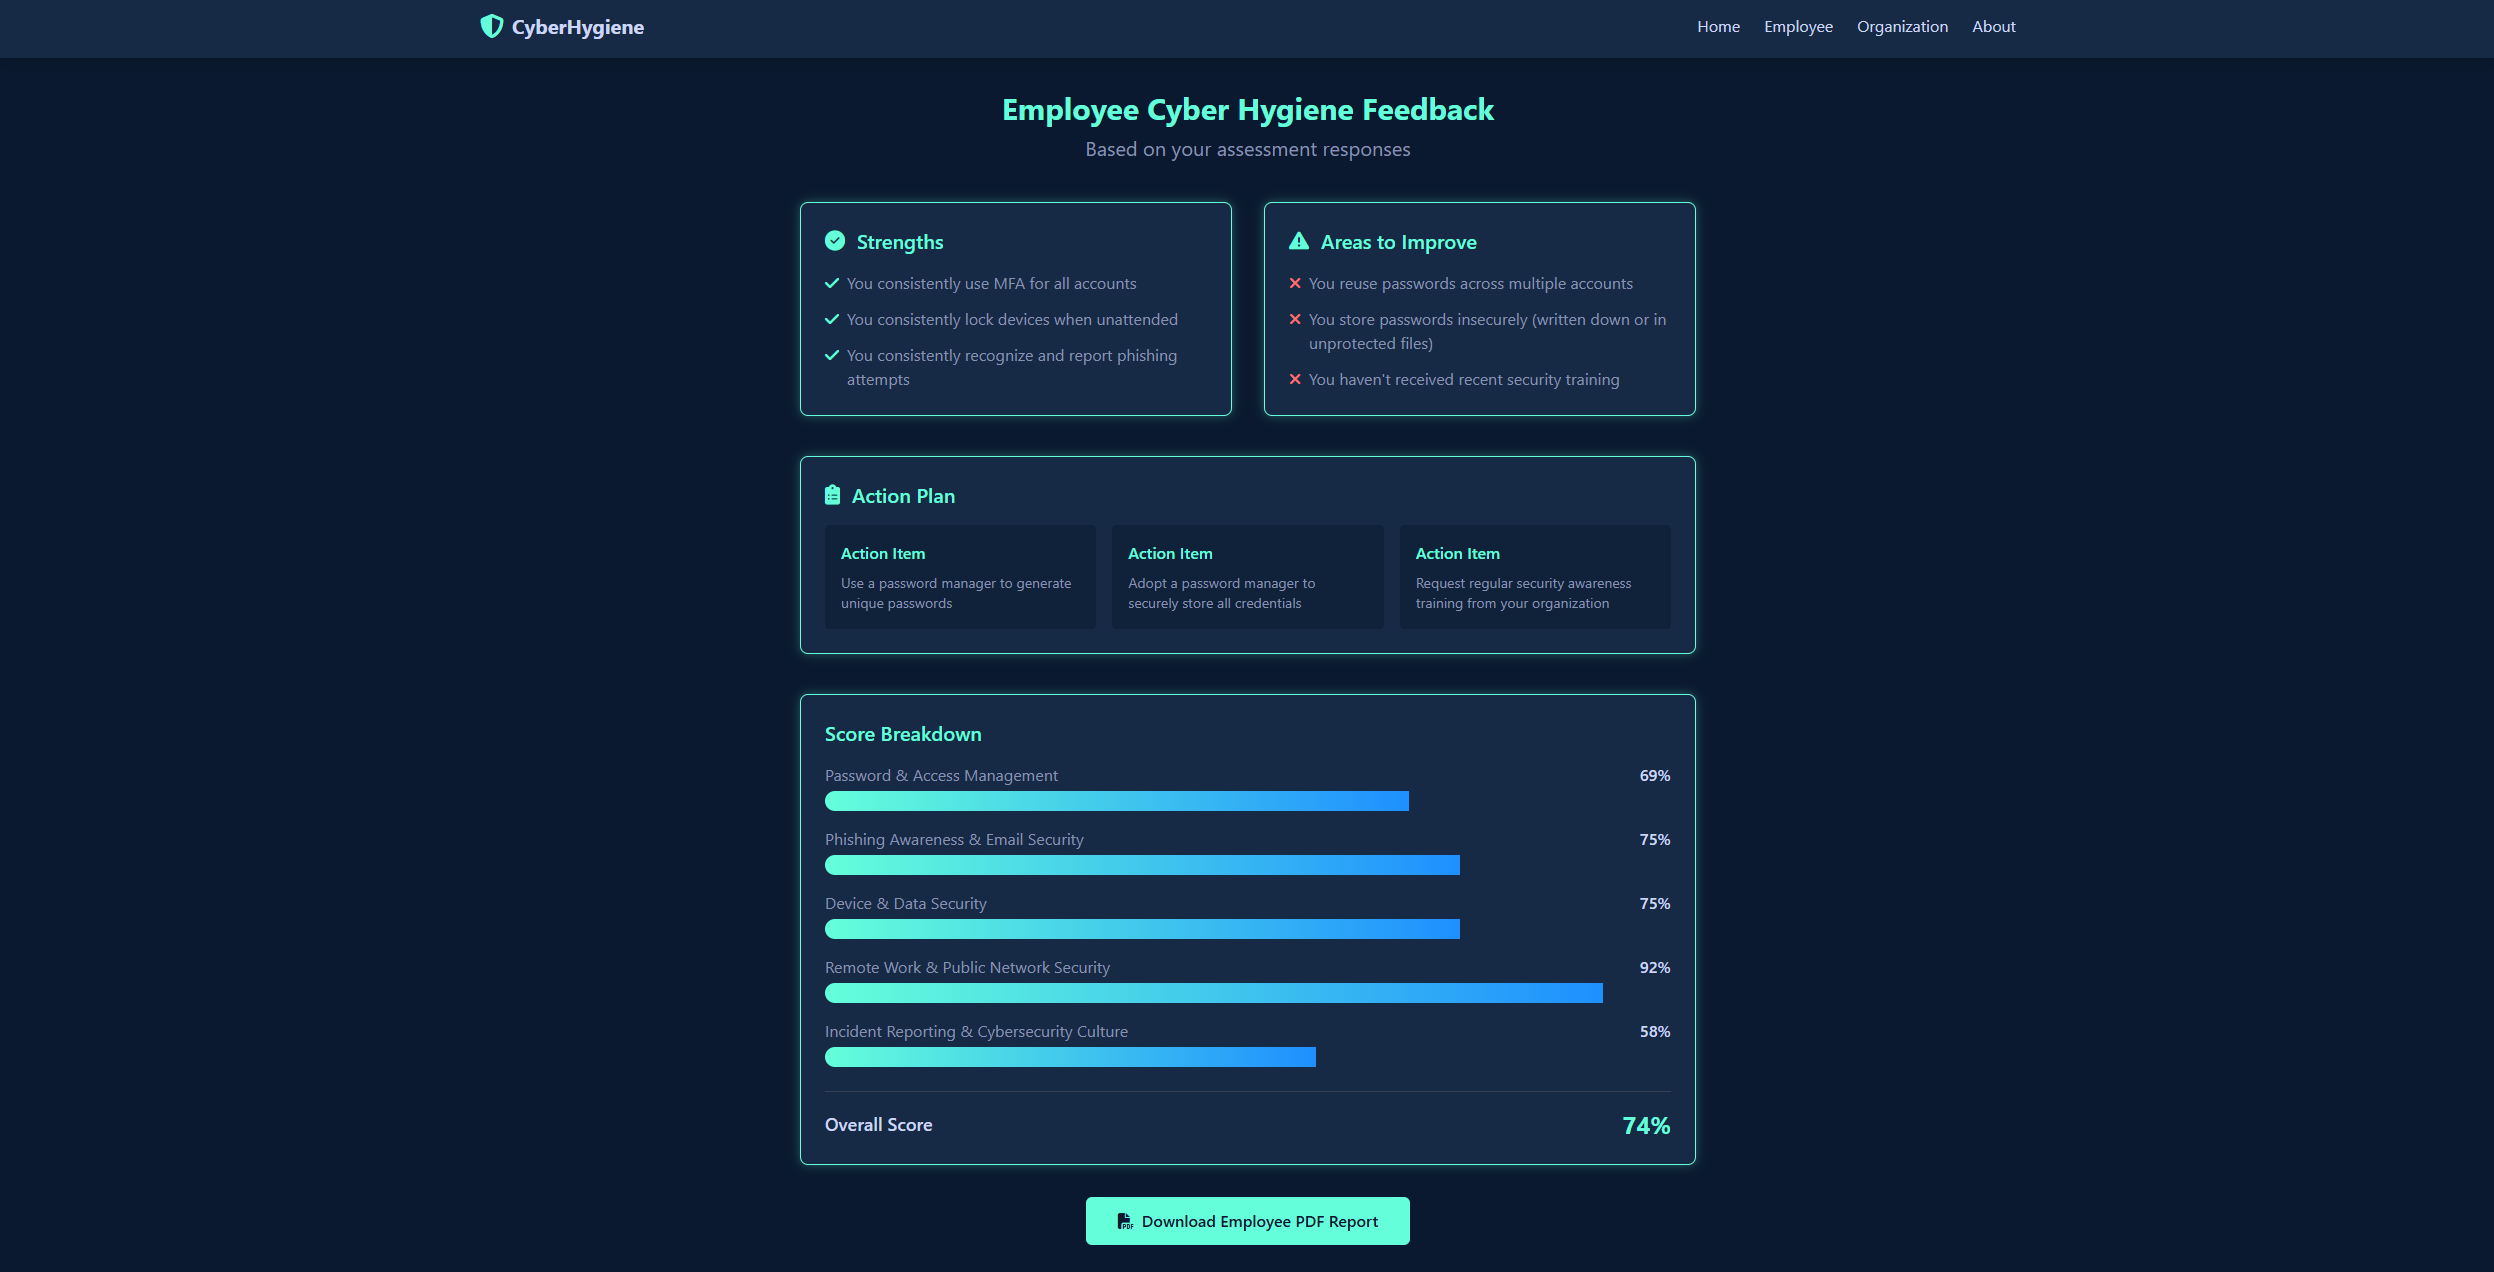 CyberHygiene
Home Employee Organization About
Employee Cyber Hygiene Feedback
Based on your assessment responses
Strengths
You consistently use MFA for all accounts
You consistently lock devices when unattended
You consistently recognize and report phishing
attempts
Areas to Improve
You reuse passwords across multiple accounts
You store passwords insecurely (written down or in
unprotected files)
You haven't received recent security training
Action Plan
Action Item
Use a password manager to generate
unique passwords
Action Item
Adopt a password manager to
securely store all credentials
Action Item
Request regular security awareness
training from your organization
Score Breakdown
Password & Access Management 69%
Phishing Awareness & Email Security 75%
Device & Data Security 75%
Remote Work & Public Network Security 92%
Incident Reporting & Cybersecurity Culture 58%
Overall Score 74%
PDF Download Employee PDF Report